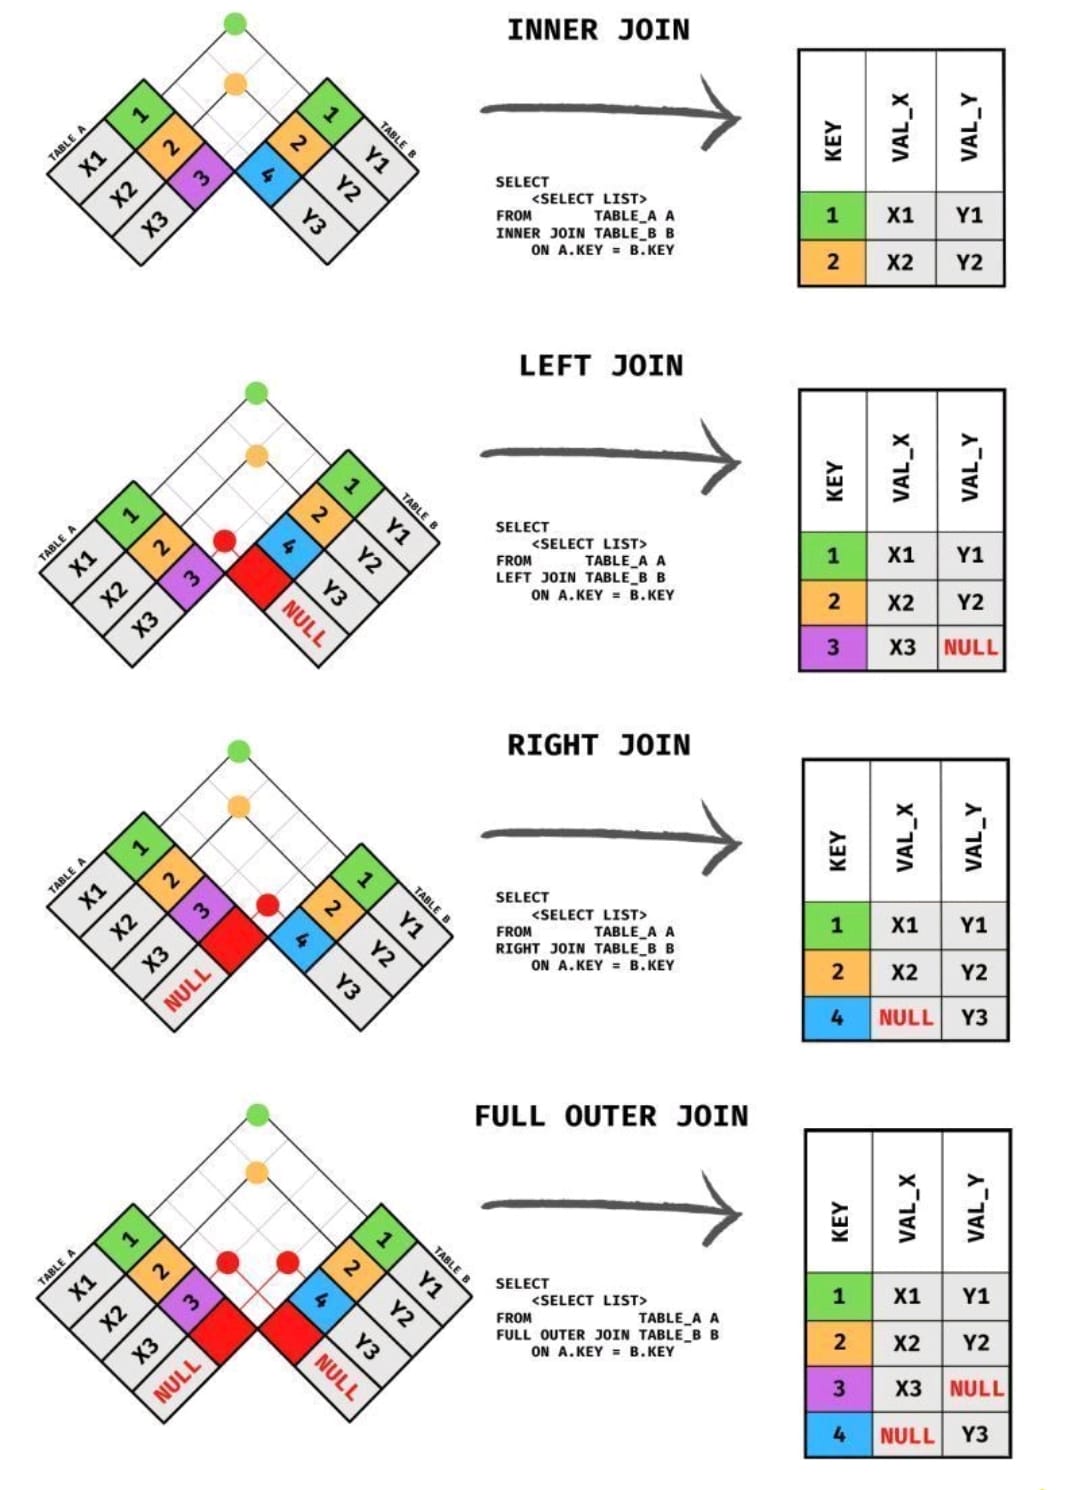 INNER JOIN
TABLE A
1
2
3
X1
X2
X3
TABLE B
1
2
4
Y1
Y2
Y3
SELECT
<SELECT LIST>
FROM TABLE_A A
INNER JOIN TABLE_B B
ON A.KEY = B.KEY
KEY VAL_X VAL_Y
1 X1 Y1
2 X2 Y2
LEFT JOIN
TABLE A
1
2
3
X1
X2
X3
TABLE B
1
2
4
Y1
Y2
Y3
NULL
SELECT
<SELECT LIST>
FROM TABLE_A A
LEFT JOIN TABLE_B B
ON A.KEY = B.KEY
KEY VAL_X VAL_Y
1 X1 Y1
2 X2 Y2
3 X3 NULL
RIGHT JOIN
TABLE A
1
2
3
X1
X2
X3
NULL
TABLE B
1
2
4
Y1
Y2
Y3
SELECT
<SELECT LIST>
FROM TABLE_A A
RIGHT JOIN TABLE_B B
ON A.KEY = B.KEY
KEY VAL_X VAL_Y
1 X1 Y1
2 X2 Y2
4 NULL Y3
FULL OUTER JOIN
TABLE A
1
2
3
X1
X2
X3
NULL
TABLE B
1
2
4
Y1
Y2
Y3
NULL
SELECT
<SELECT LIST>
FROM TABLE_A A
FULL OUTER JOIN TABLE_B B
ON A.KEY = B.KEY
KEY VAL_X VAL_Y
1 X1 Y1
2 X2 Y2
3 X3 NULL
4 NULL Y3